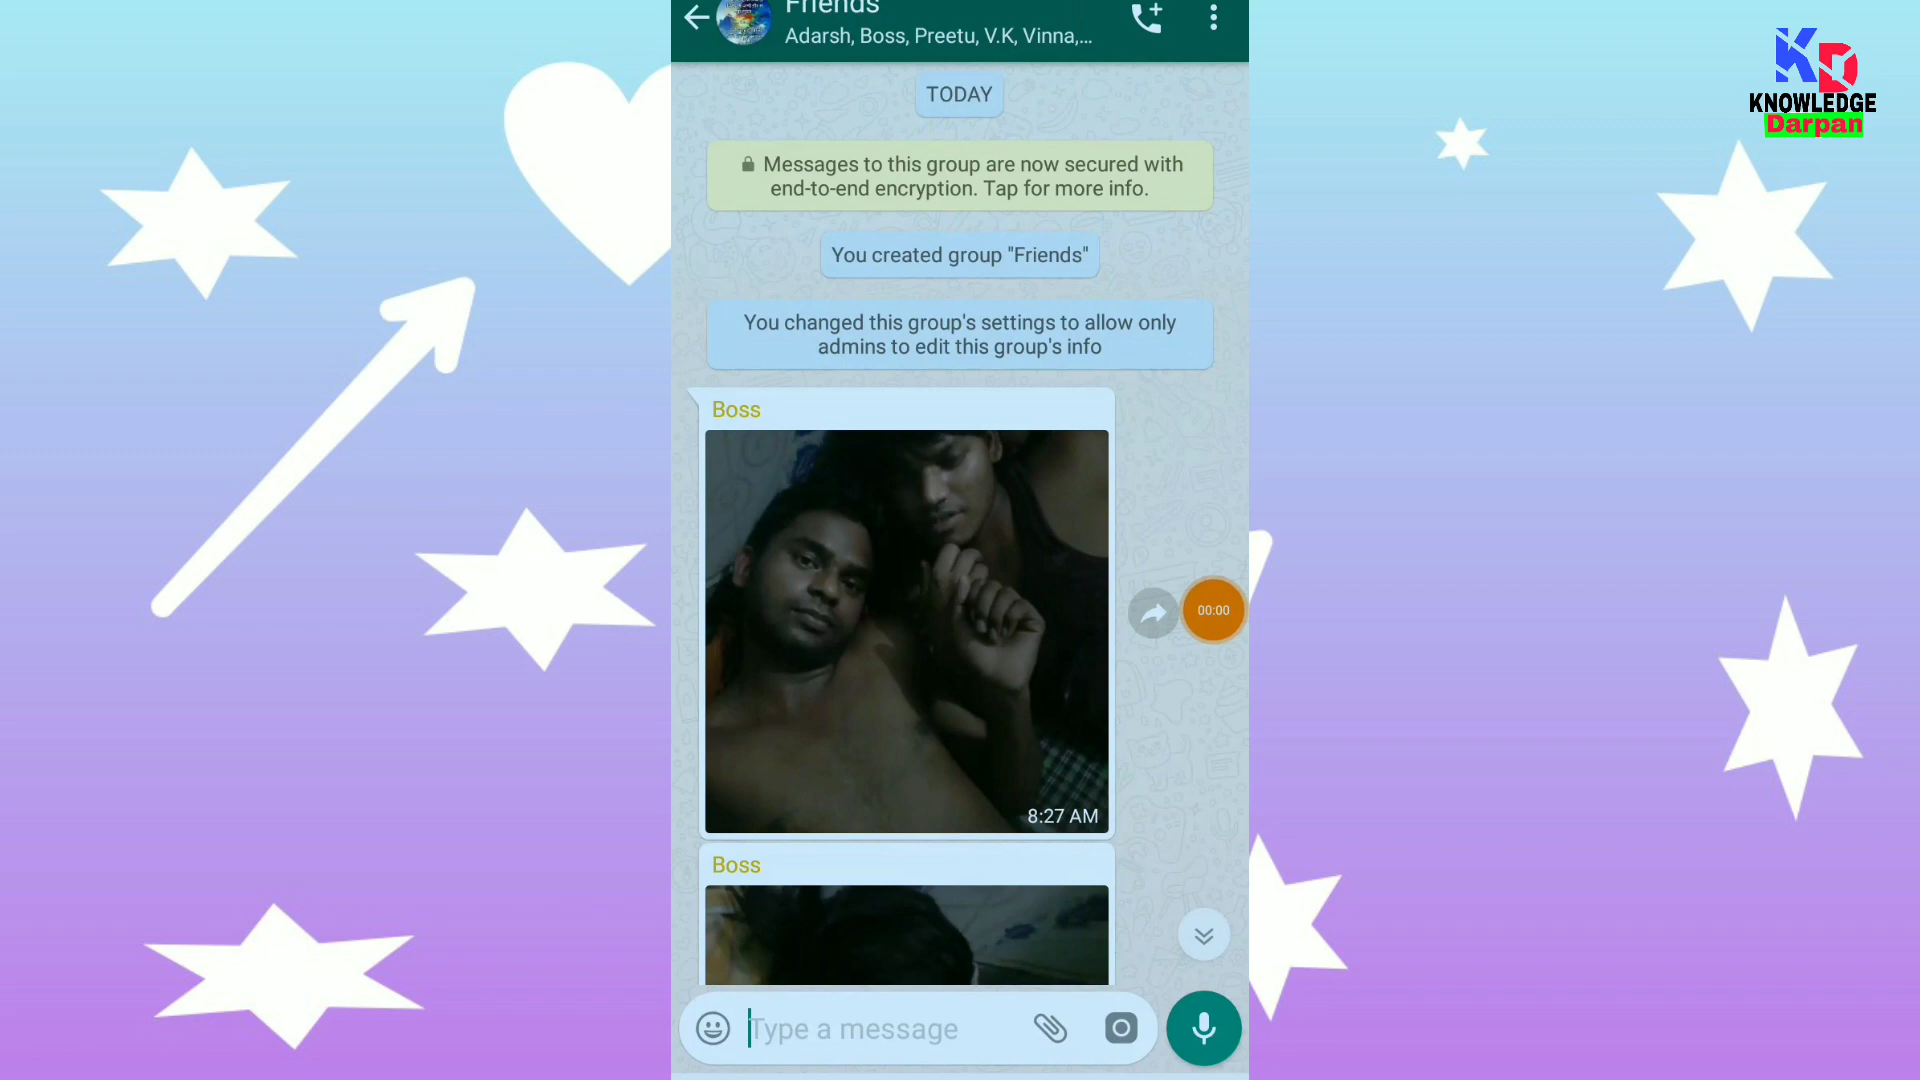 Friends
Adarsh, Boss, Preetu, V.K, Vinna,...
KD
KNOWLEDGE
Darpan
TODAY
Messages to this group are now secured with
end-to-end encryption. Tap for more info.
You created group "Friends"
You changed this group's settings to allow only
admins to edit this group's info
Boss
00:00
8:27 AM
Boss
Type a message